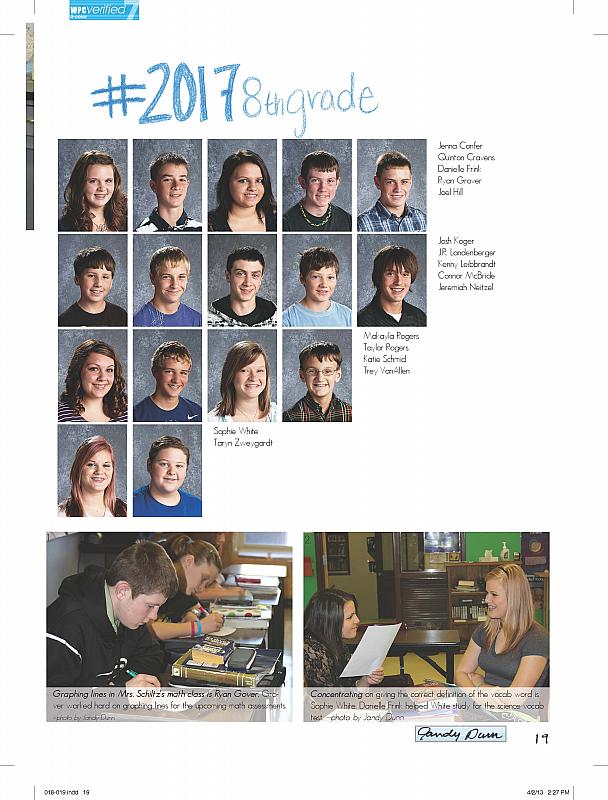 WPC verified 7
4-color
#2017 8thgrade
Jenna Confer
Quinton Cravens
Danielle Frink
Ryan Grover
Joel Hill
Josh Kager
J.R. Landenberger
Kenny Leibbrandt
Connor McBride
Jeremiah Neitzel
Makayla Rogers
Taylor Rogers
Katie Schmid
Trey VanAllen
Sophie White
Taryn Zweygardt
Graphing lines in Mrs. Schiltz's math class is Ryan Gover. Gro-
ver worked hard on graphing lines for the upcoming math assessments.
-photo by Jandy Dunn
Concentrating on giving the correct definition of the vocab word is
Sophie White. Danielle Frink helped White study for the science vocab
test. -photo by Jandy Dunn
Jandy Dunn
19
018-019.indd 19
4/2/13 2:27 PM